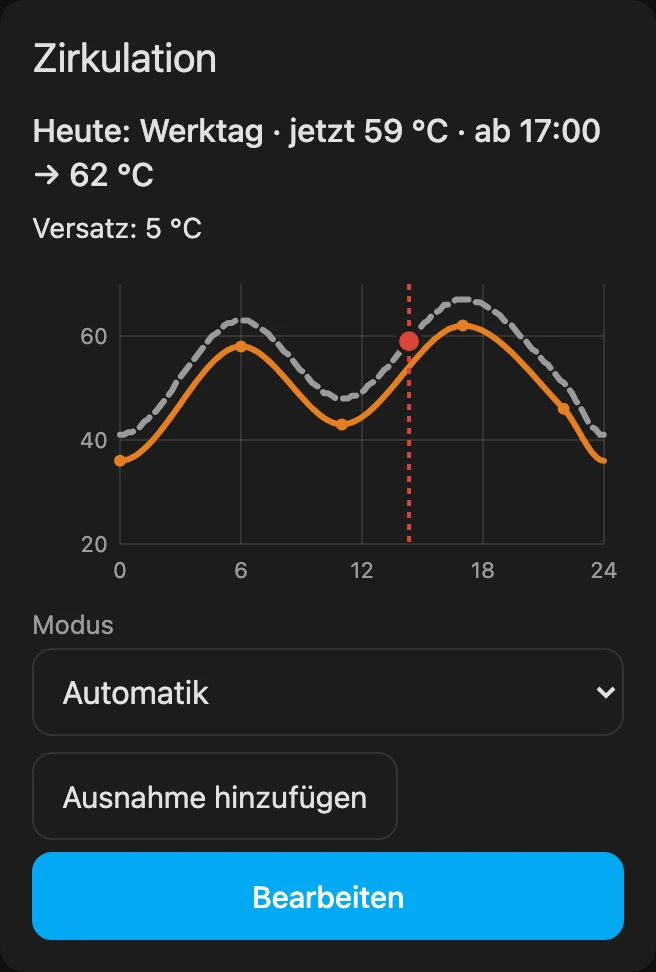 Zirkulation
Heute: Werktag · jetzt 59 °C · ab 17:00
→ 62 °C
Versatz: 5 °C
60
40
20
0 6 12 18 24
Modus
Automatik
Ausnahme hinzufügen
Bearbeiten